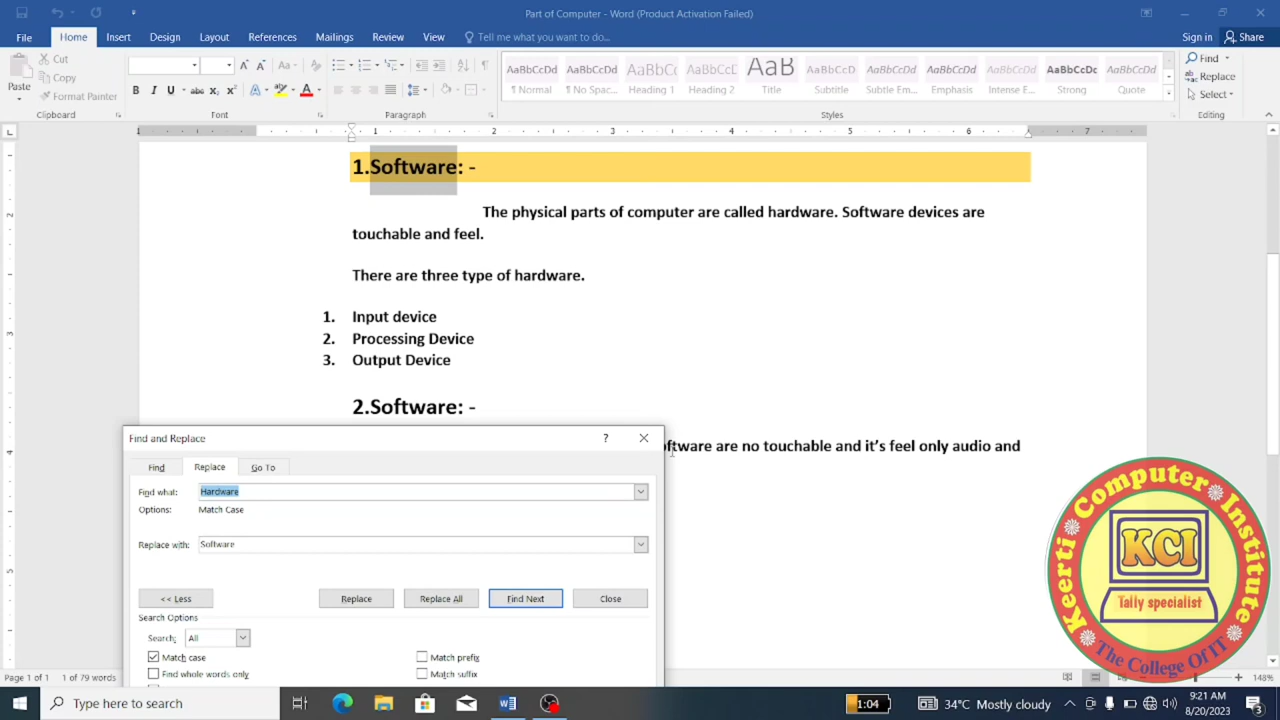 Part of Computer - Word (Product Activation Failed)
File Home Insert Design Layout References Mailings Review View Tell me what you want to do... Sign in Share
Paste Cut
Copy
Format Painter
Clipboard Font Paragraph Styles Editing
AaBbCcDd AaBbCcDd AaBbCc AaBbCcD AaB AaBbCcD AaBbCcDd AaBbCcDd AaBbCcDd AaBbCcDc AaBbCcDd
¶ Normal ¶ No Spac... Heading 1 Heading 2 Title Subtitle Subtle Em... Emphasis Intense E... Strong Quote
Find
Replace
Select
1.Software: -
The physical parts of computer are called hardware. Software devices are
touchable and feel.
There are three type of hardware.
1. Input device
2. Processing Device
3. Output Device
2.Software: -
oftware are no touchable and it’s feel only audio and
Find and Replace ?
Find Replace Go To
Find what: Hardware
Options: Match Case
Replace with: Software
<< Less Replace Replace All Find Next Close
Search Options
Search: All
Match case Match prefix
Find whole words only Match suffix
Keerti Computer Institute
KCI
Tally specialist
The College Of IT
Page 1 of 1 1 of 79 words 148%
Type here to search 1:04 34°C Mostly cloudy 9:21 AM
8/20/2023 3